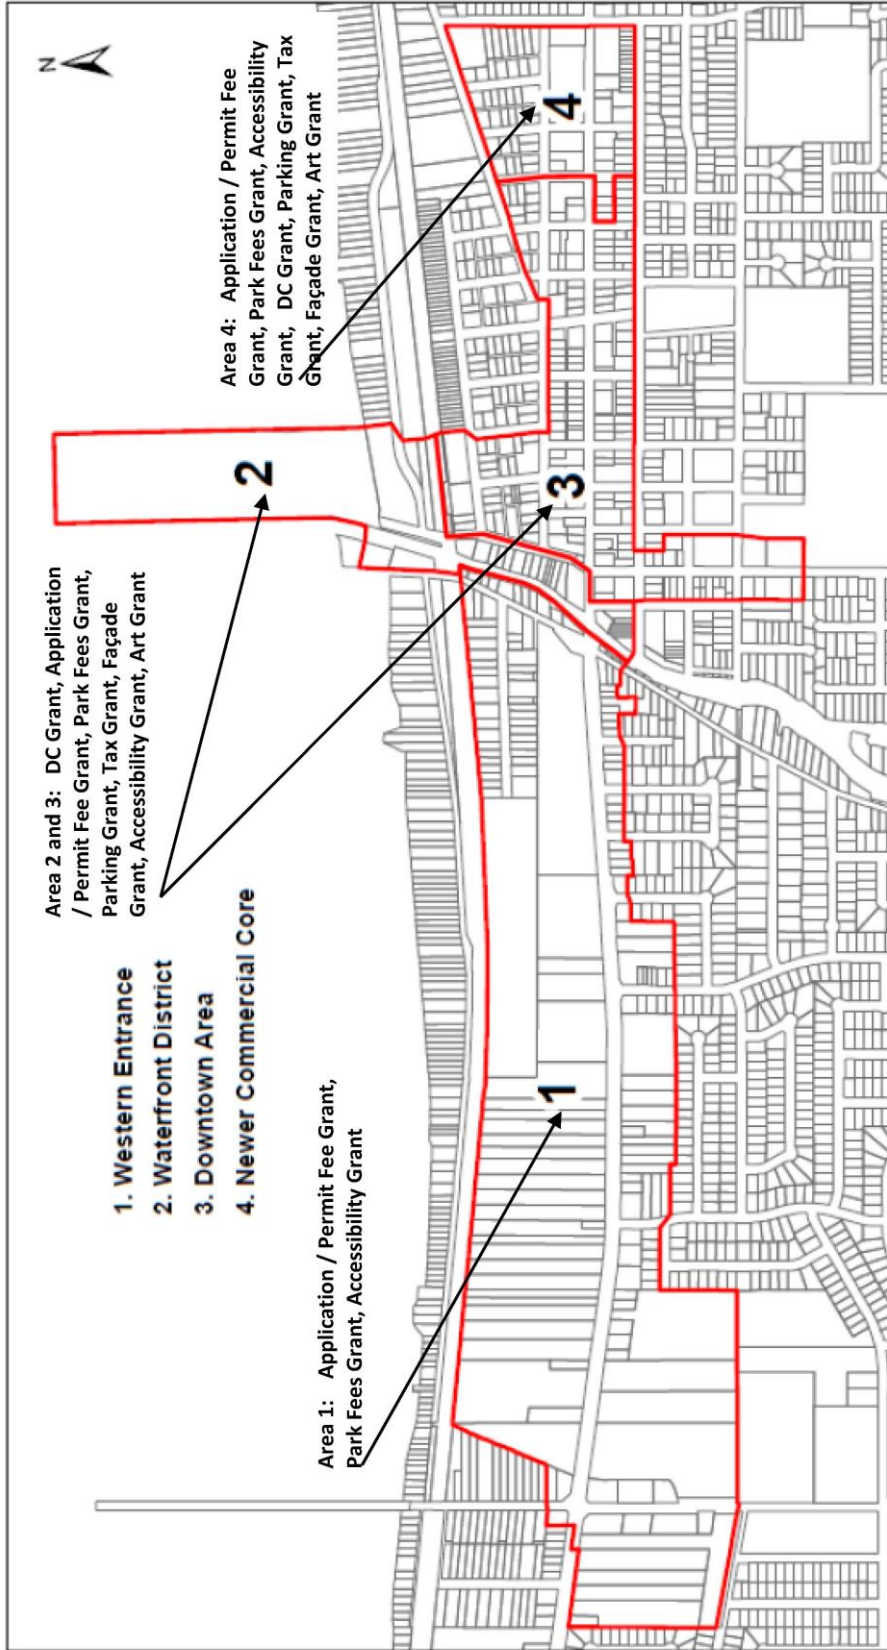 N
Area 4: Application / Permit Fee
Grant, Park Fees Grant, Accessibility
Grant, DC Grant, Parking Grant, Tax
Grant, Façade Grant, Art Grant
Area 2 and 3: DC Grant, Application
/ Permit Fee Grant, Park Fees Grant,
Parking Grant, Tax Grant, Façade
Grant, Accessibility Grant, Art Grant
1. Western Entrance
2. Waterfront District
3. Downtown Area
4. Newer Commercial Core
Area 1: Application / Permit Fee Grant,
Park Fees Grant, Accessibility Grant
2
4
3
1